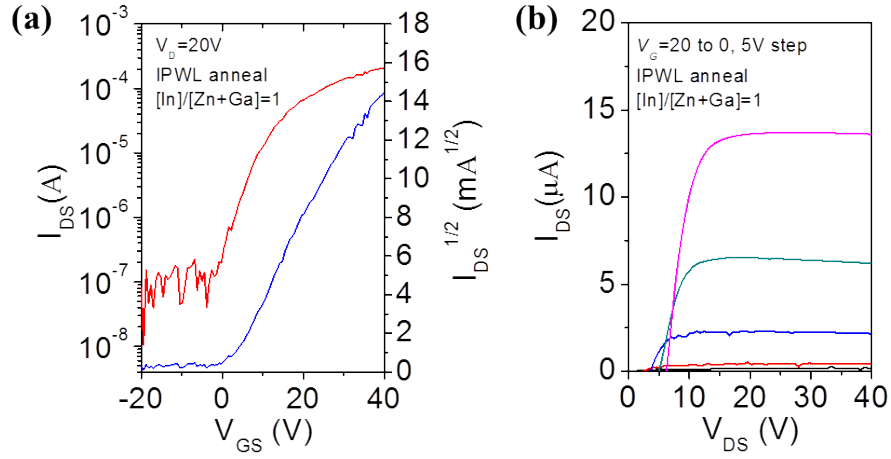 (a)
V_D=20V
IPWL anneal
[In]/[Zn+Ga]=1
10^-3
10^-4
10^-5
10^-6
10^-7
10^-8
I_DS(A)
18
16
14
12
10
8
6
4
2
0
I_DS^1/2 (mA^1/2)
-20
0
20
40
V_GS (V)
(b)
V_G=20 to 0, 5V step
IPWL anneal
[In]/[Zn+Ga]=1
20
15
10
5
0
I_DS(μA)
0
10
20
30
40
V_DS (V)